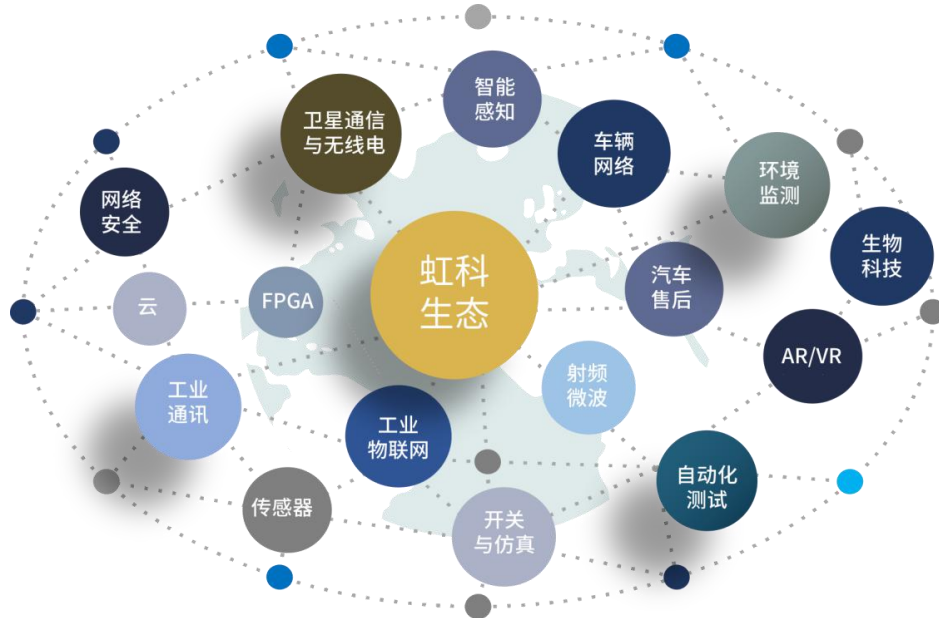 智能
感知
卫星通信
与无线电
车辆
网络
环境
监测
网络
安全
生物
科技
虹科
生态
汽车
售后
云
FPGA
AR/VR
射频
微波
工业
通讯
工业
物联网
自动化
测试
传感器
开关
与仿真